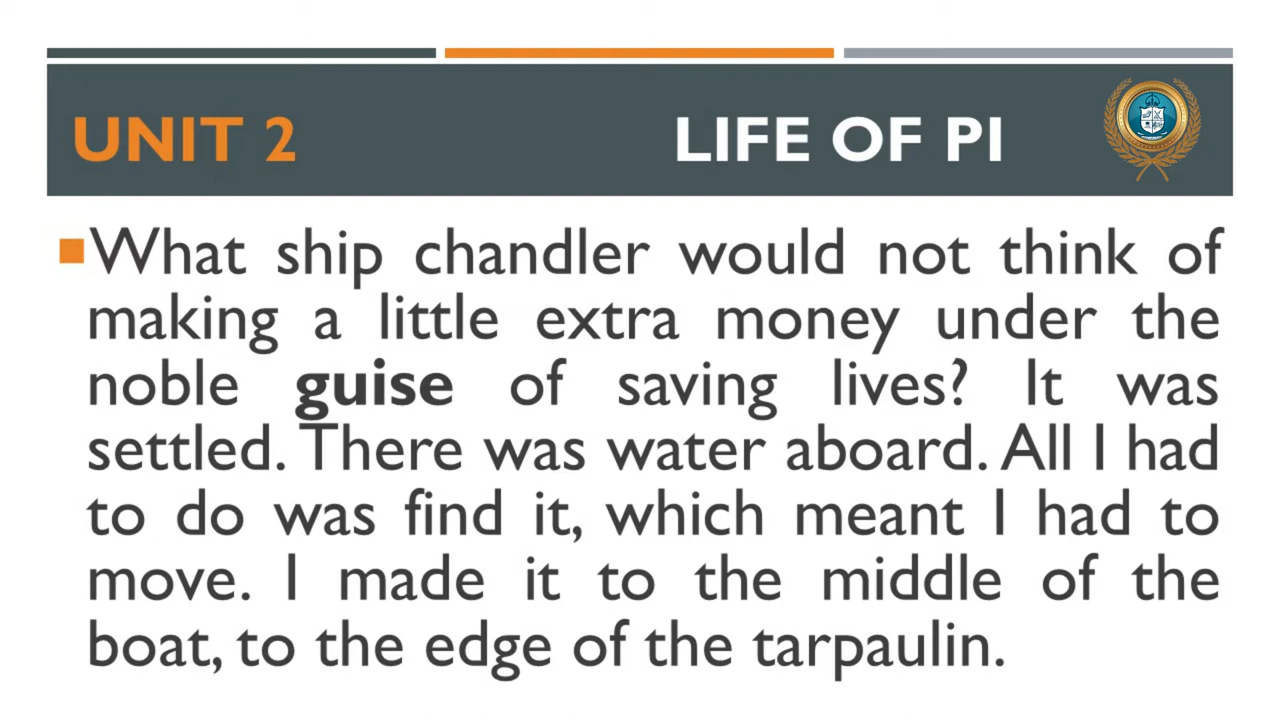 UNIT 2 LIFE OF PI
What ship chandler would not think of
making a little extra money under the
noble guise of saving lives? It was
settled. There was water aboard. All I had
to do was find it, which meant I had to
move. I made it to the middle of the
boat, to the edge of the tarpaulin.